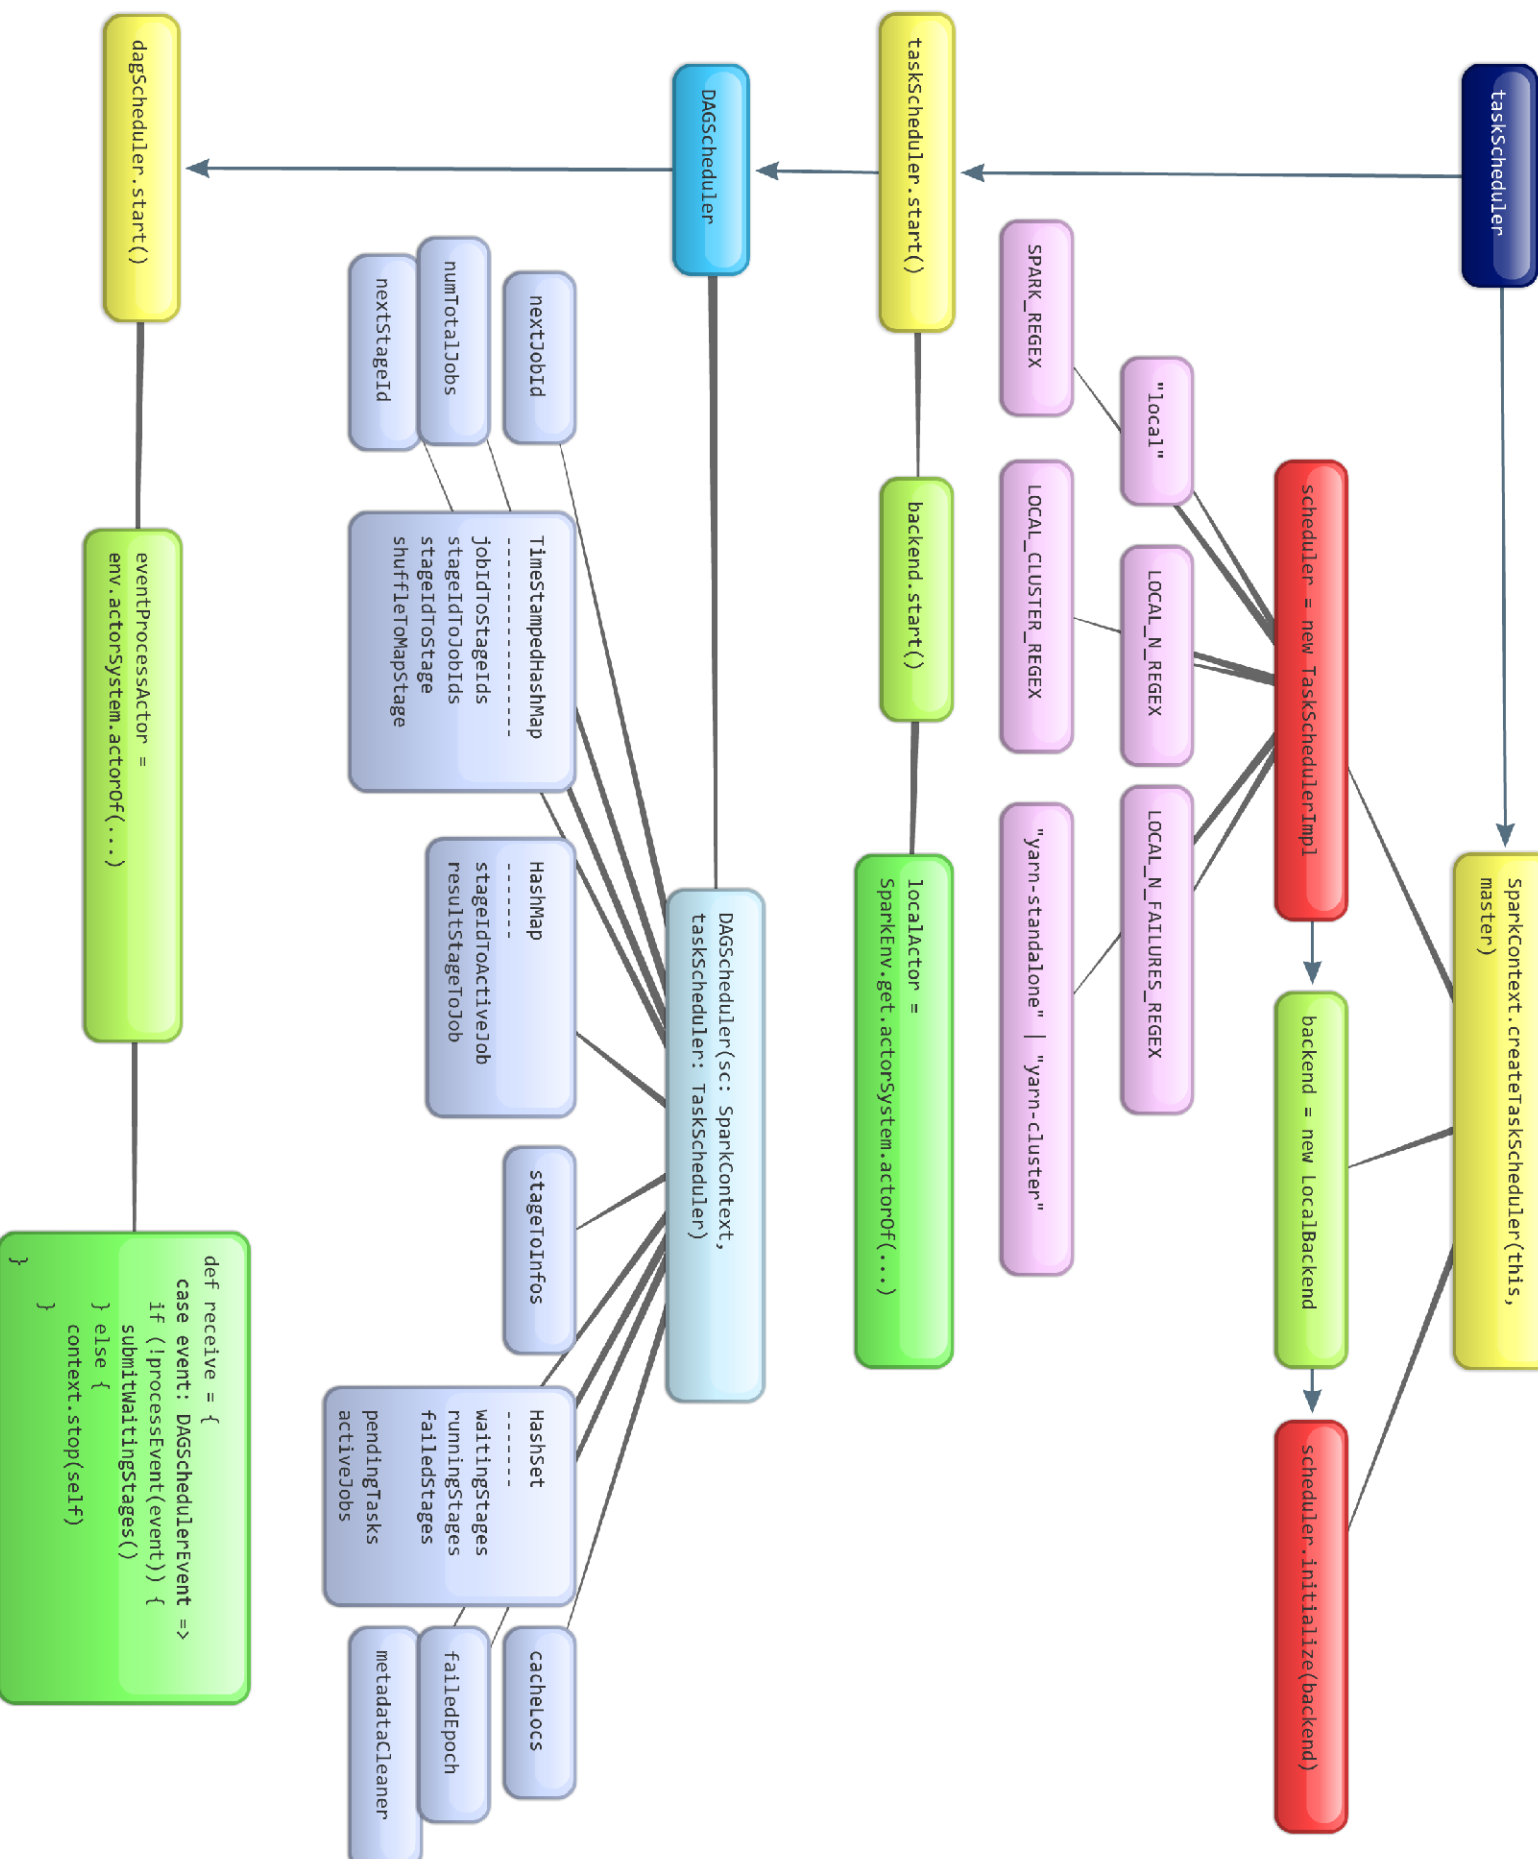 taskScheduler
SparkContext.createTaskScheduler(this,
master)
scheduler = new TaskSchedulerImpl
backend = new LocalBackend
scheduler.initialize(backend)
"local"
LOCAL_N_REGEX
LOCAL_N_FAILURES_REGEX
SPARK_REGEX
LOCAL_CLUSTER_REGEX
"yarn-standalone" | "yarn-cluster"
taskScheduler.start()
backend.start()
localActor =
SparkEnv.get.actorSystem.actorOf(...)
DAGScheduler
DAGScheduler(sc: SparkContext,
taskScheduler: TaskScheduler)
nextJobId
numTotalJobs
nextStageId
TimeStampedHashMap
------------------
jobIdToStageIds
stageIdToJobIds
stageIdToStage
shuffleToMapStage
HashMap
-------
stageIdToActiveJob
resultStageToJob
stageToInfos
HashSet
-------
waitingStages
runningStages
failedStages
pendingTasks
activeJobs
cacheLocs
failedEpoch
metadataCleaner
dagScheduler.start()
eventProcessActor =
env.actorSystem.actorOf(...)
def receive = {
case event: DAGSchedulerEvent =>
if (!processEvent(event)) {
submitWaitingStages()
} else {
context.stop(self)
}
}